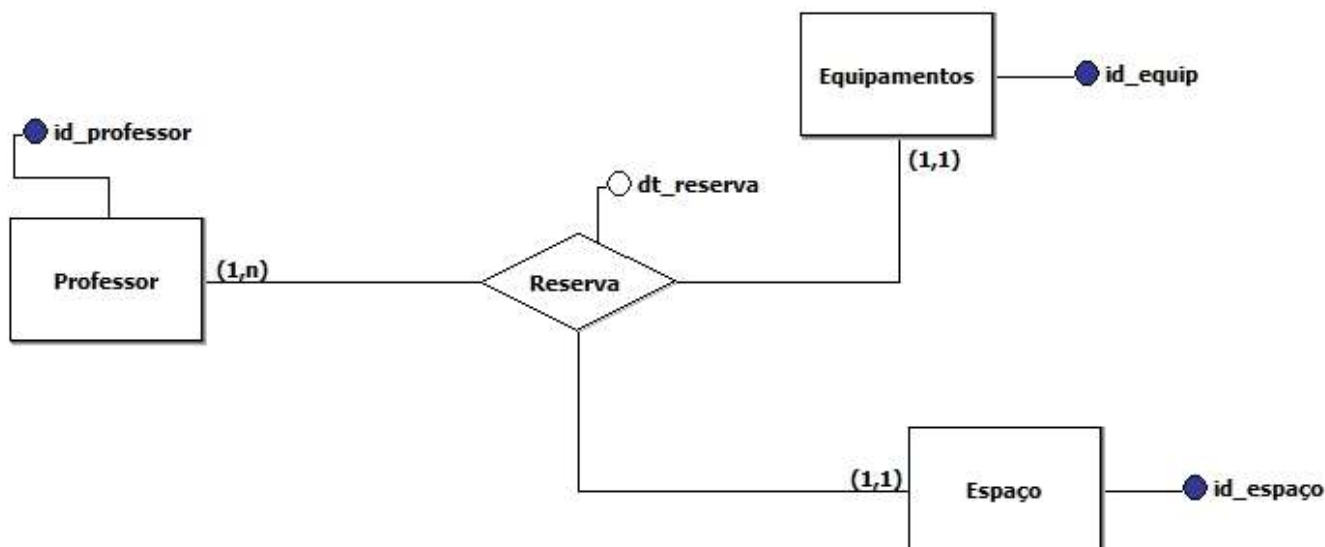 Equipamentos
id_equip
id_professor
(1,1)
dt_reserva
Professor
(1,n)
Reserva
(1,1)
Espaço
id_espaço